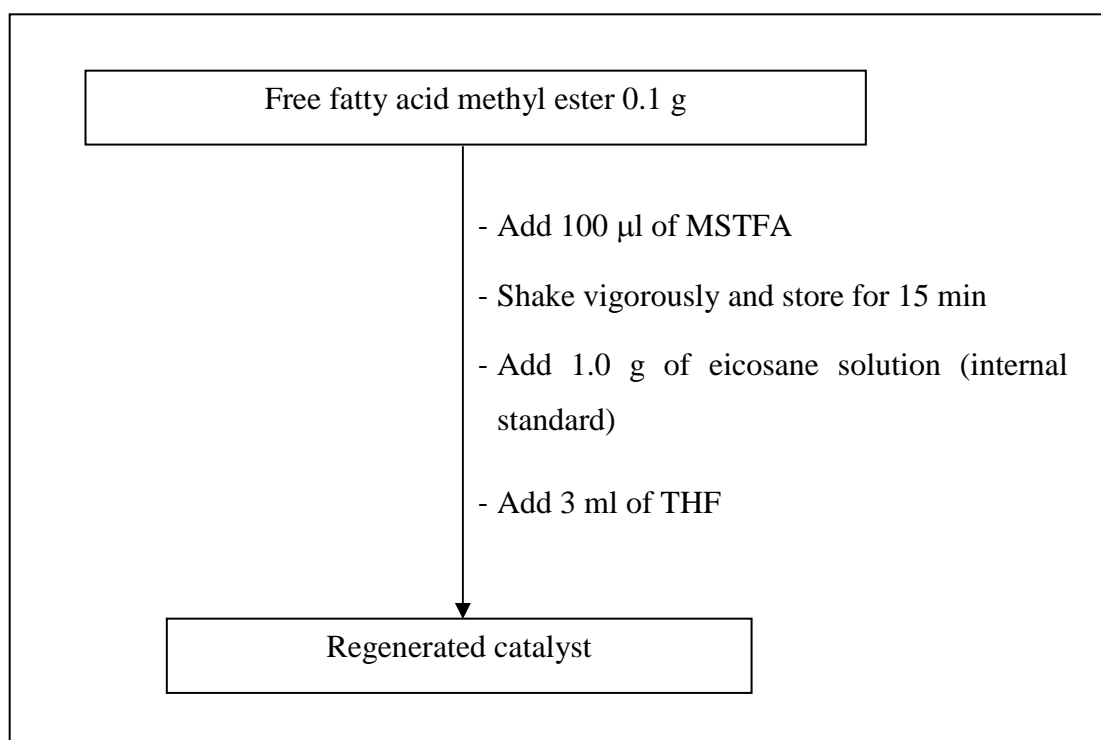 Free fatty acid methyl ester 0.1 g
- Add 100 μl of MSTFA
- Shake vigorously and store for 15 min
- Add 1.0 g of eicosane solution (internal
standard)
- Add 3 ml of THF
Regenerated catalyst